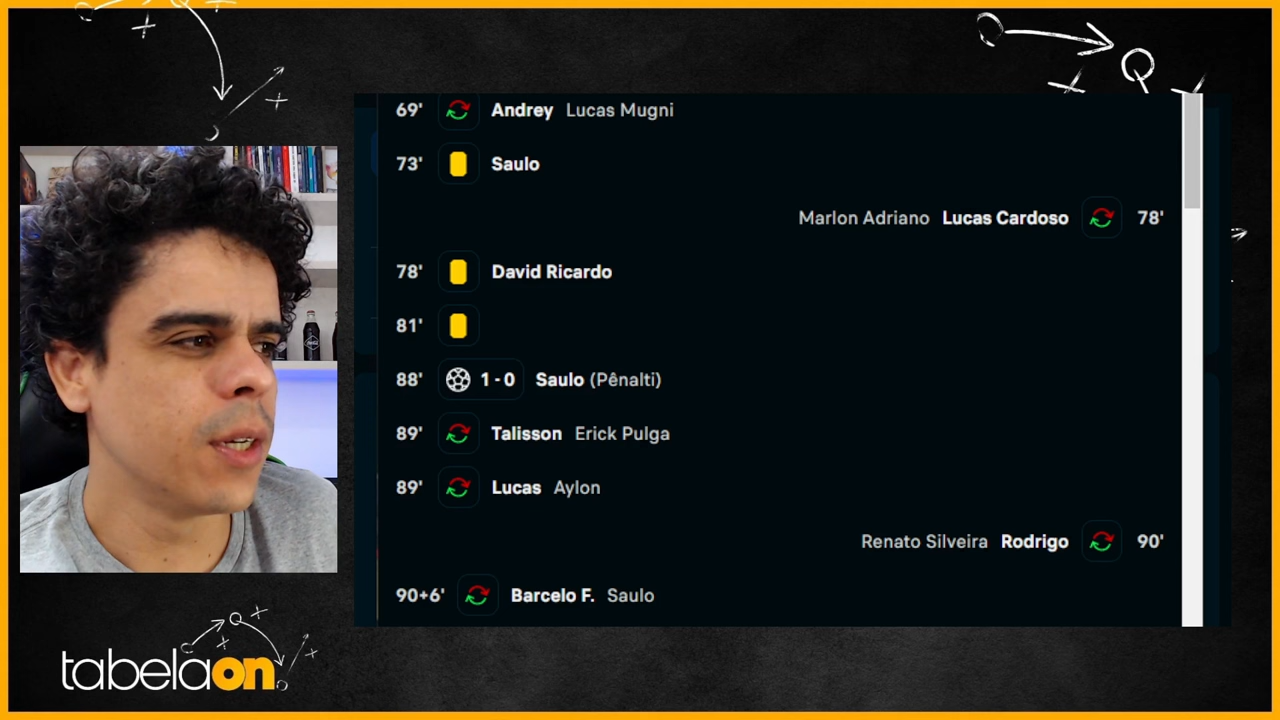 69' Andrey Lucas Mugni
73' Saulo
Marlon Adriano Lucas Cardoso 78'
78' David Ricardo
81'
88' 1 - 0 Saulo (Pênalti)
89' Talisson Erick Pulga
89' Lucas Aylon
Renato Silveira Rodrigo 90'
90+6' Barcelo F. Saulo
tabelaon